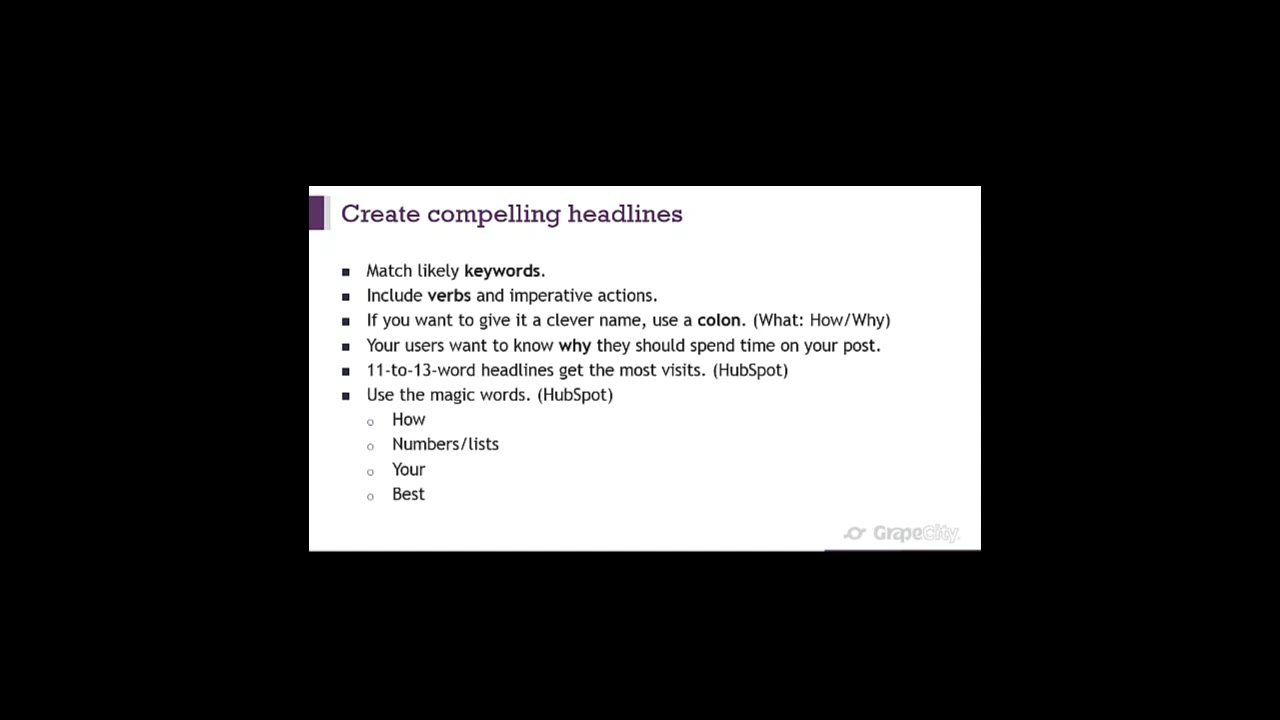 Create compelling headlines
Match likely keywords.
Include verbs and imperative actions.
If you want to give it a clever name, use a colon. (What: How/Why)
Your users want to know why they should spend time on your post.
11-to-13-word headlines get the most visits. (HubSpot)
Use the magic words. (HubSpot)
How
Numbers/lists
Your
Best
GrapeCity